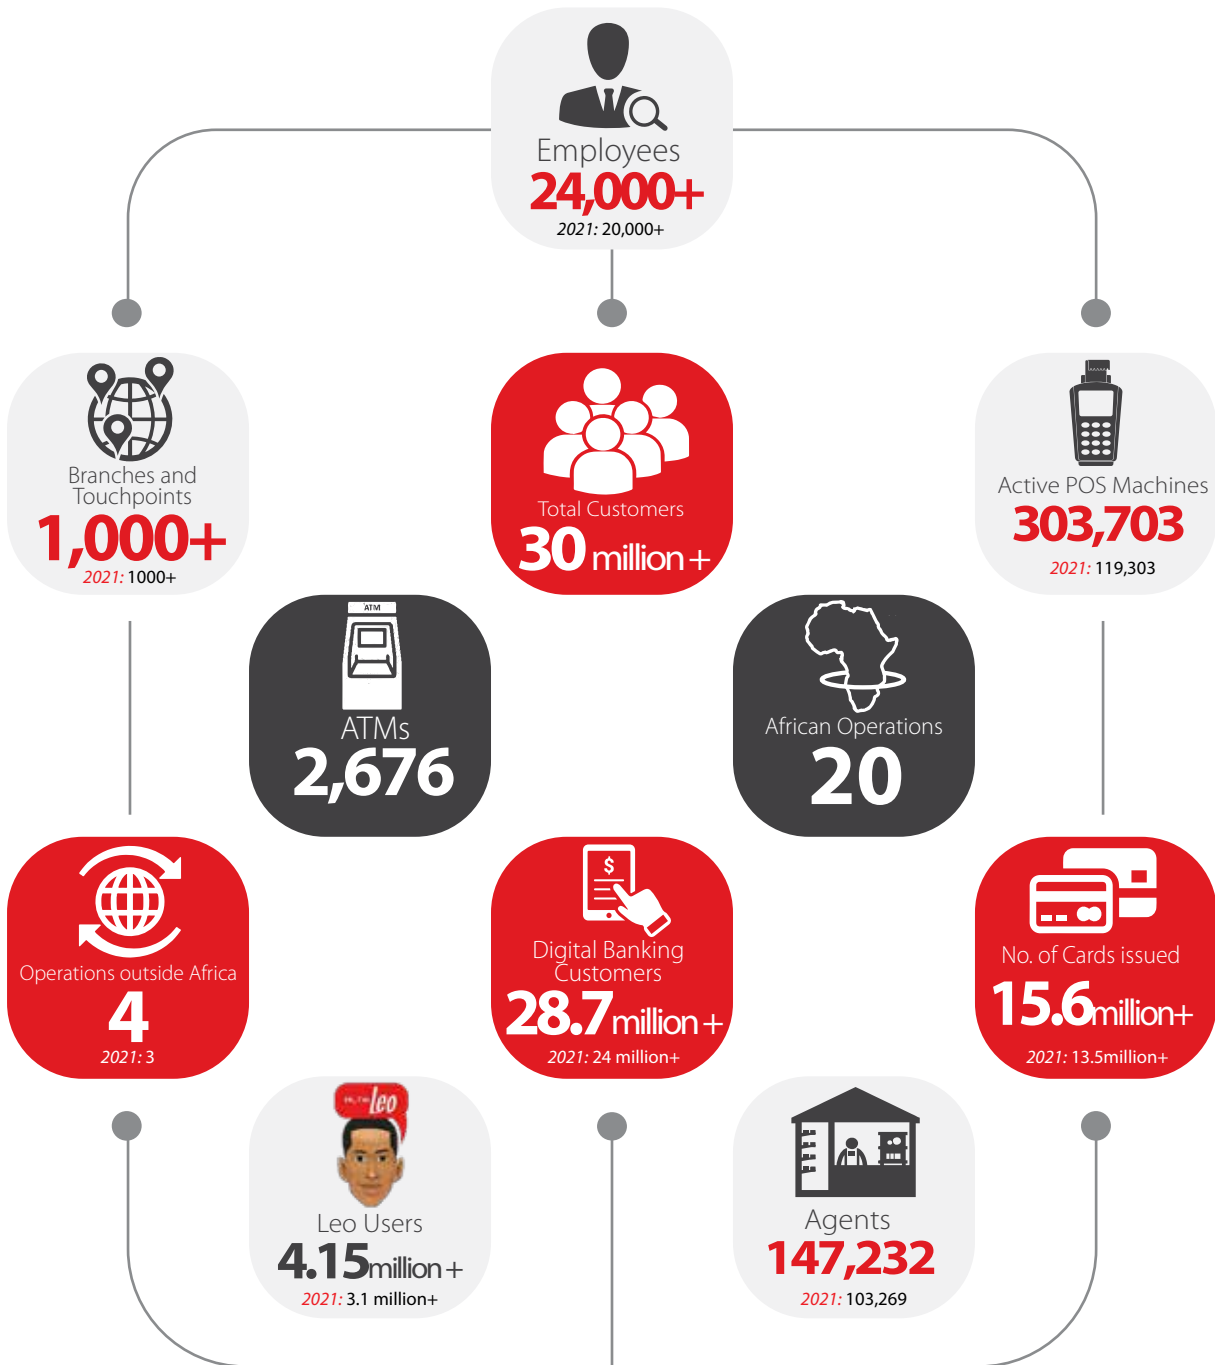 Employees
24,000+
2021: 20,000+
Branches and
Touchpoints
1,000+
2021: 1000+
Total Customers
30 million +
Active POS Machines
303,703
2021: 119,303
ATM
ATMs
2,676
African Operations
20
Operations outside Africa
4
2021: 3
$
Digital Banking
Customers
28.7 million +
2021: 24 million+
No. of Cards issued
15.6million+
2021: 13.5million+
Leo
Leo Users
4.15million +
2021: 3.1 million+
Agents
147,232
2021: 103,269